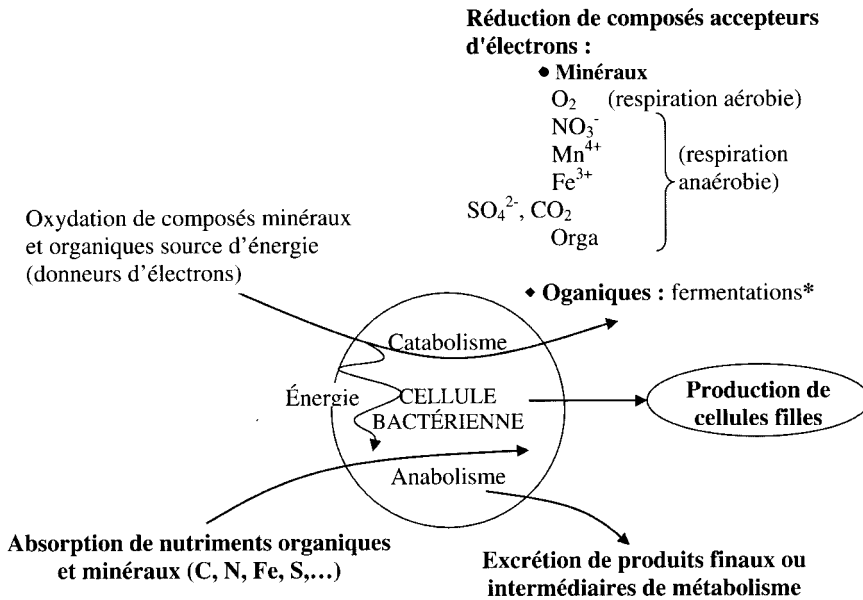 Réduction de composés accepteurs
d'électrons :
• Minéraux
O₂ (respiration aérobie)
NO₃⁻
Mn⁴⁺
Fe³⁺
SO₄²⁻, CO₂
Orga
(respiration
anaérobie)
Oxydation de composés minéraux
et organiques source d'énergie
(donneurs d'électrons)
◆ Oganiques : fermentations*
Catabolisme
Énergie
CELLULE
BACTÉRIENNE
Production de
cellules filles
Anabolisme
Absorption de nutriments organiques
et minéraux (C, N, Fe, S,...)
Excrétion de produits finaux ou
intermédiaires de métabolisme